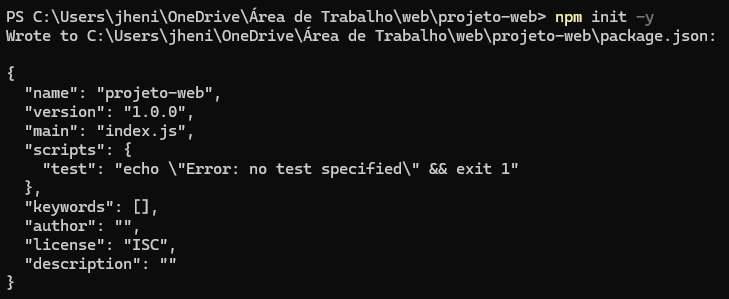 PS C:\Users\jheni\OneDrive\Área de Trabalho\web\projeto-web> npm init -y
Wrote to C:\Users\jheni\OneDrive\Área de Trabalho\web\projeto-web\package.json:
{
  "name": "projeto-web",
  "version": "1.0.0",
  "main": "index.js",
  "scripts": {
    "test": "echo \"Error: no test specified\" && exit 1"
  },
  "keywords": [],
  "author": "",
  "license": "ISC",
  "description": ""
}